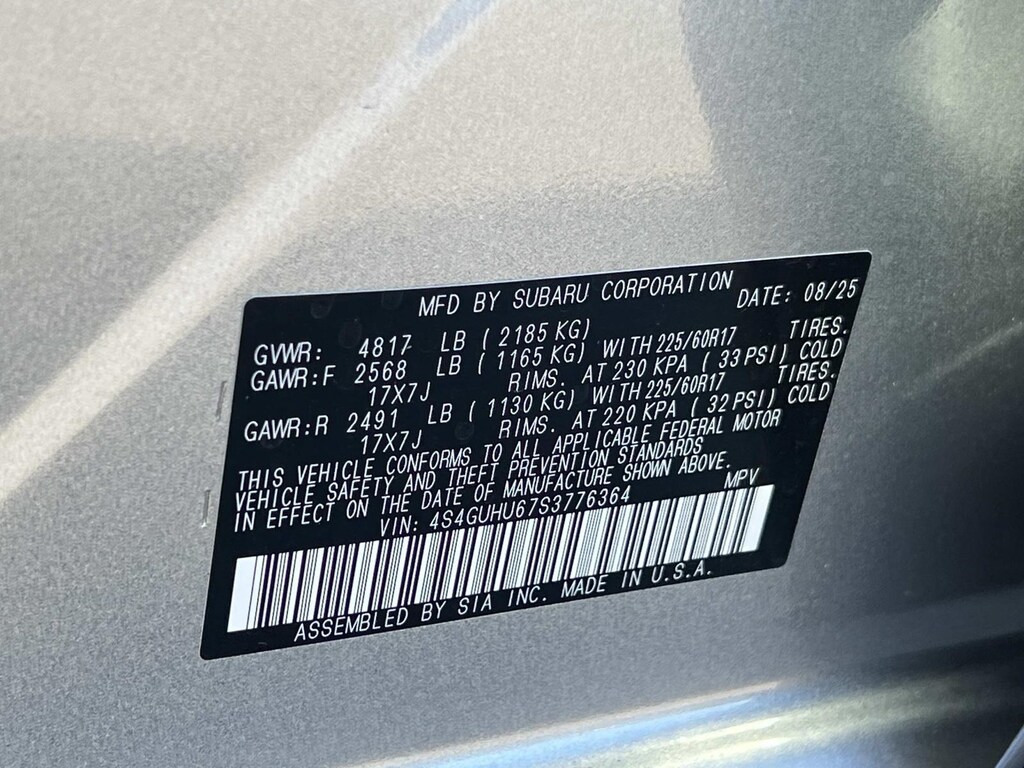 MFD BY SUBARU CORPORATION
DATE: 08/25
GVWR: 4817 LB ( 2185 KG)
GAWR:F 2568 LB ( 1165 KG) WITH 225/60R17 TIRES.
17X7J RIMS. AT 230 KPA ( 33 PSI) COLD
GAWR:R 2491 LB ( 1130 KG) WITH 225/60R17 TIRES.
17X7J RIMS. AT 220 KPA ( 32 PSI) COLD
THIS VEHICLE CONFORMS TO ALL APPLICABLE FEDERAL MOTOR
VEHICLE SAFETY AND THEFT PREVENTION STANDARDS
IN EFFECT ON THE DATE OF MANUFACTURE SHOWN ABOVE.
VIN: 4S4GUHU67S3776364 MPV
ASSEMBLED BY SIA INC. MADE IN U.S.A.